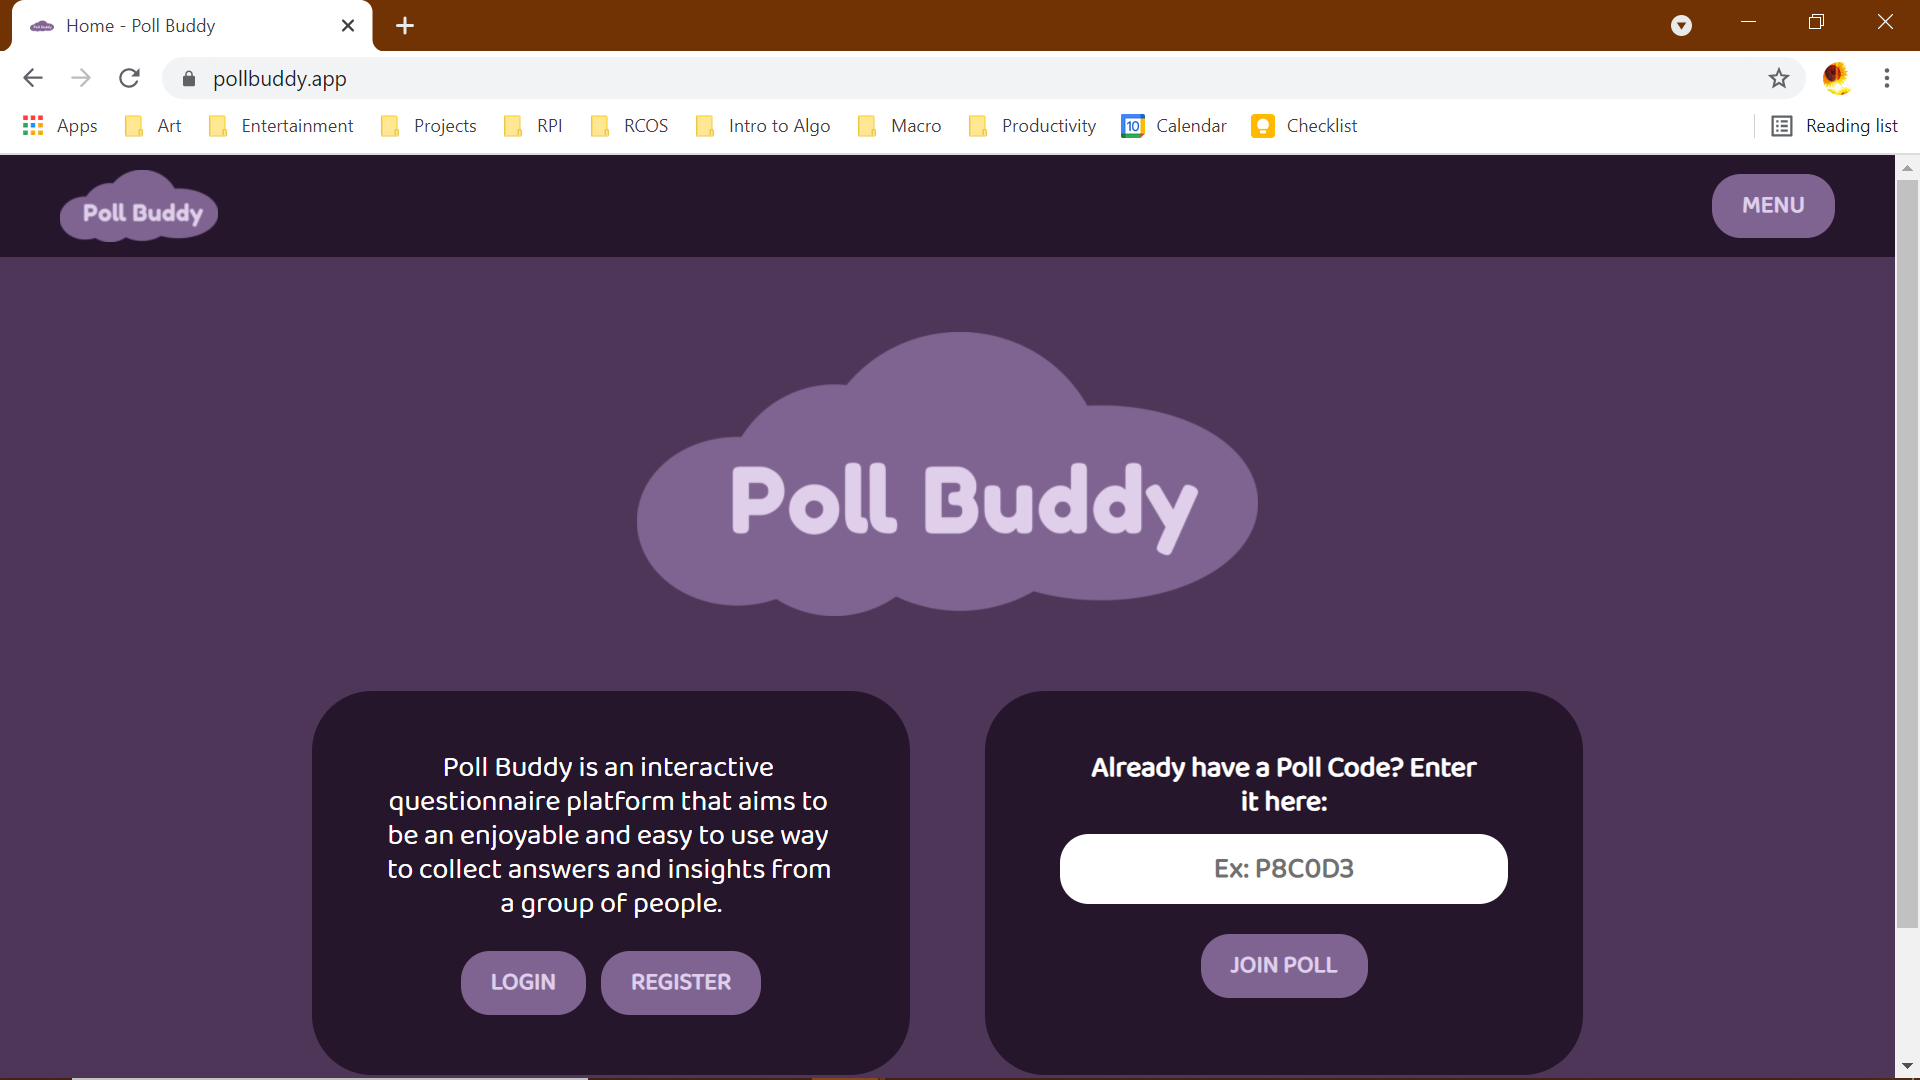 Home - Poll Buddy
pollbuddy.app
Apps Art Entertainment Projects RPI RCOS Intro to Algo Macro Productivity 10 Calendar Checklist Reading list
Poll Buddy MENU
Poll Buddy
Poll Buddy is an interactive
questionnaire platform that aims to
be an enjoyable and easy to use way
to collect answers and insights from
a group of people.
LOGIN REGISTER
Already have a Poll Code? Enter
it here:
Ex: P8C0D3
JOIN POLL